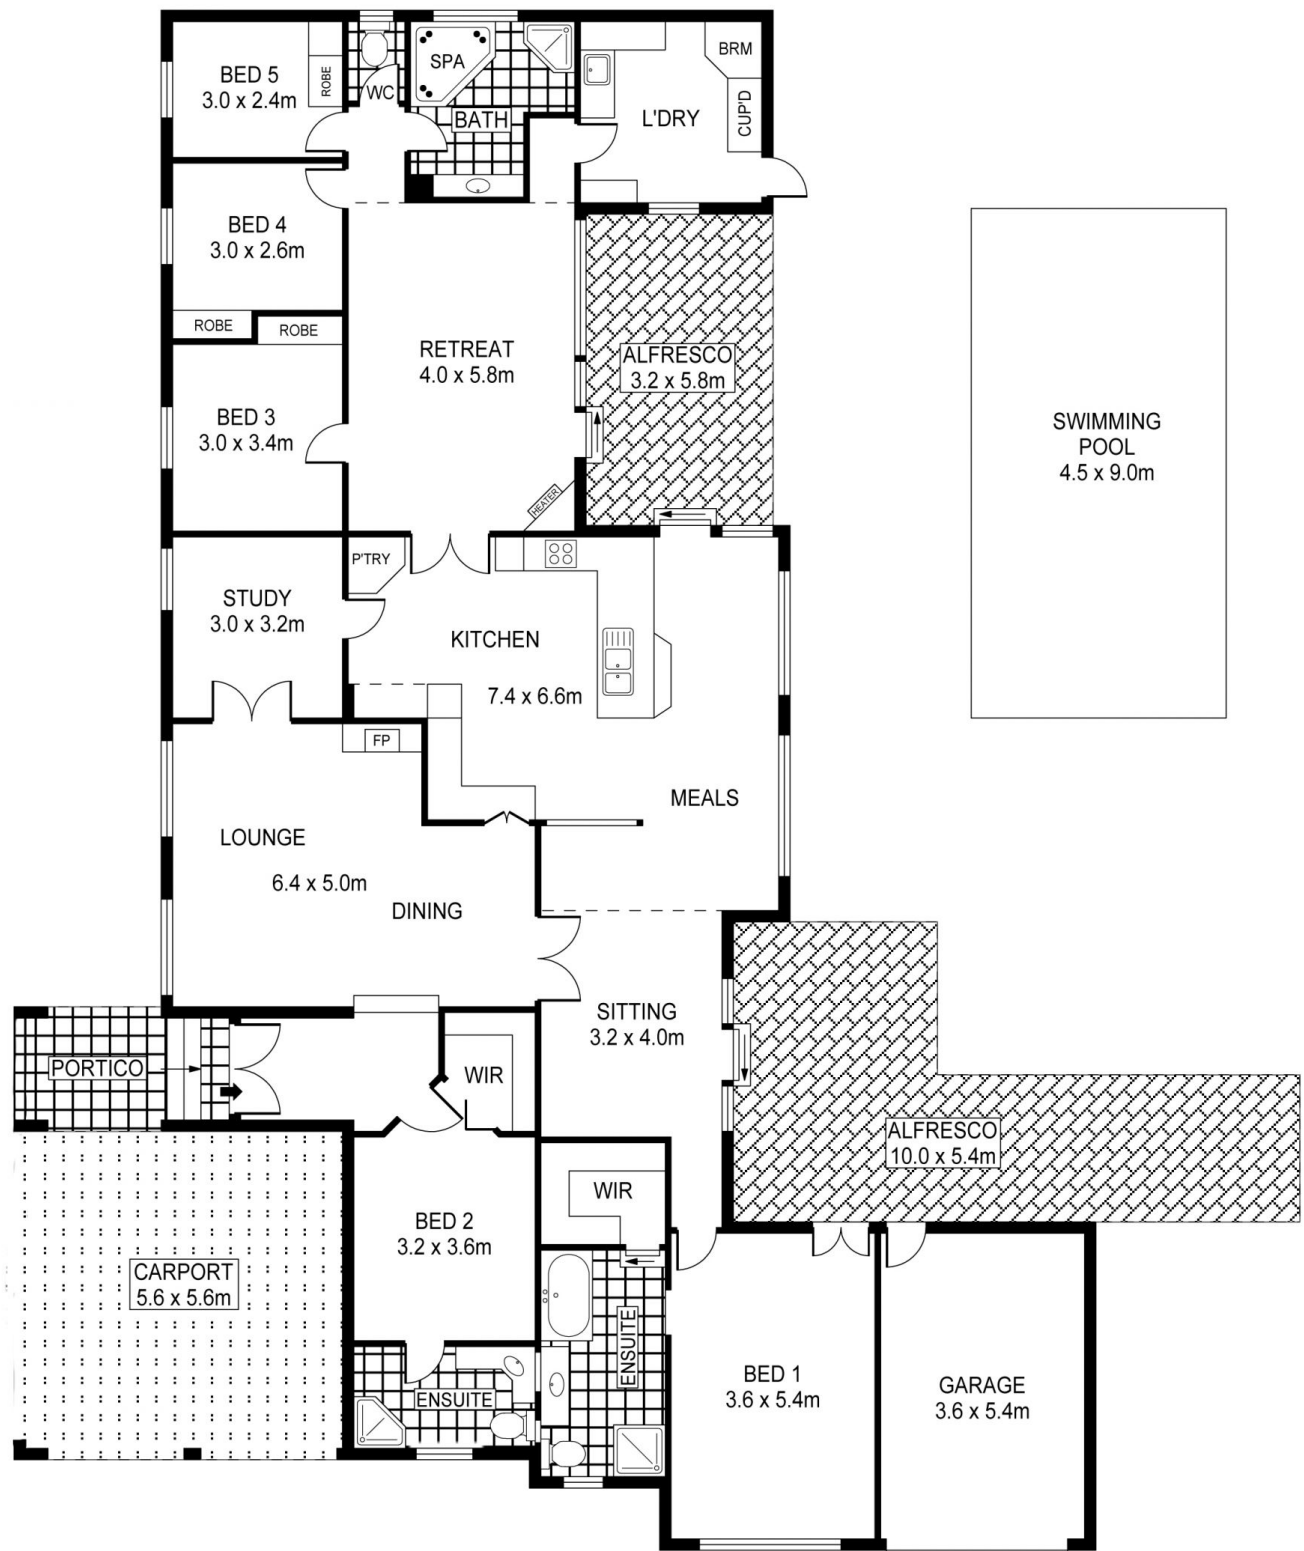 BED 5
3.0 x 2.4m
ROBE
WC
SPA
BATH
L'DRY
BRM
CUP'D
BED 4
3.0 x 2.6m
ROBE
ROBE
RETREAT
4.0 x 5.8m
ALFRESCO
3.2 x 5.8m
BED 3
3.0 x 3.4m
HEATER
SWIMMING
POOL
4.5 x 9.0m
P'TRY
STUDY
3.0 x 3.2m
KITCHEN
7.4 x 6.6m
FP
MEALS
LOUNGE
6.4 x 5.0m
DINING
SITTING
3.2 x 4.0m
PORTICO
WIR
ALFRESCO
10.0 x 5.4m
WIR
BED 2
3.2 x 3.6m
CARPORT
5.6 x 5.6m
ENSUITE
ENSUITE
BED 1
3.6 x 5.4m
GARAGE
3.6 x 5.4m